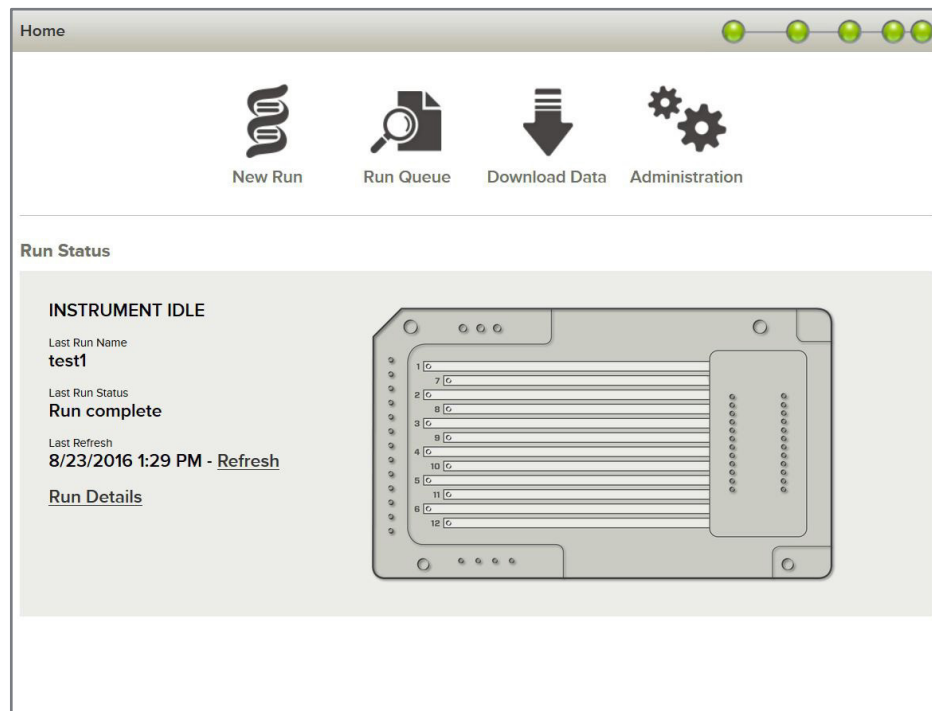 Home
New Run
Run Queue
Download Data
Administration
Run Status
INSTRUMENT IDLE
Last Run Name
test1
Last Run Status
Run complete
Last Refresh
8/23/2016 1:29 PM - Refresh
Run Details
1
7
2
8
3
9
4
10
5
11
6
12